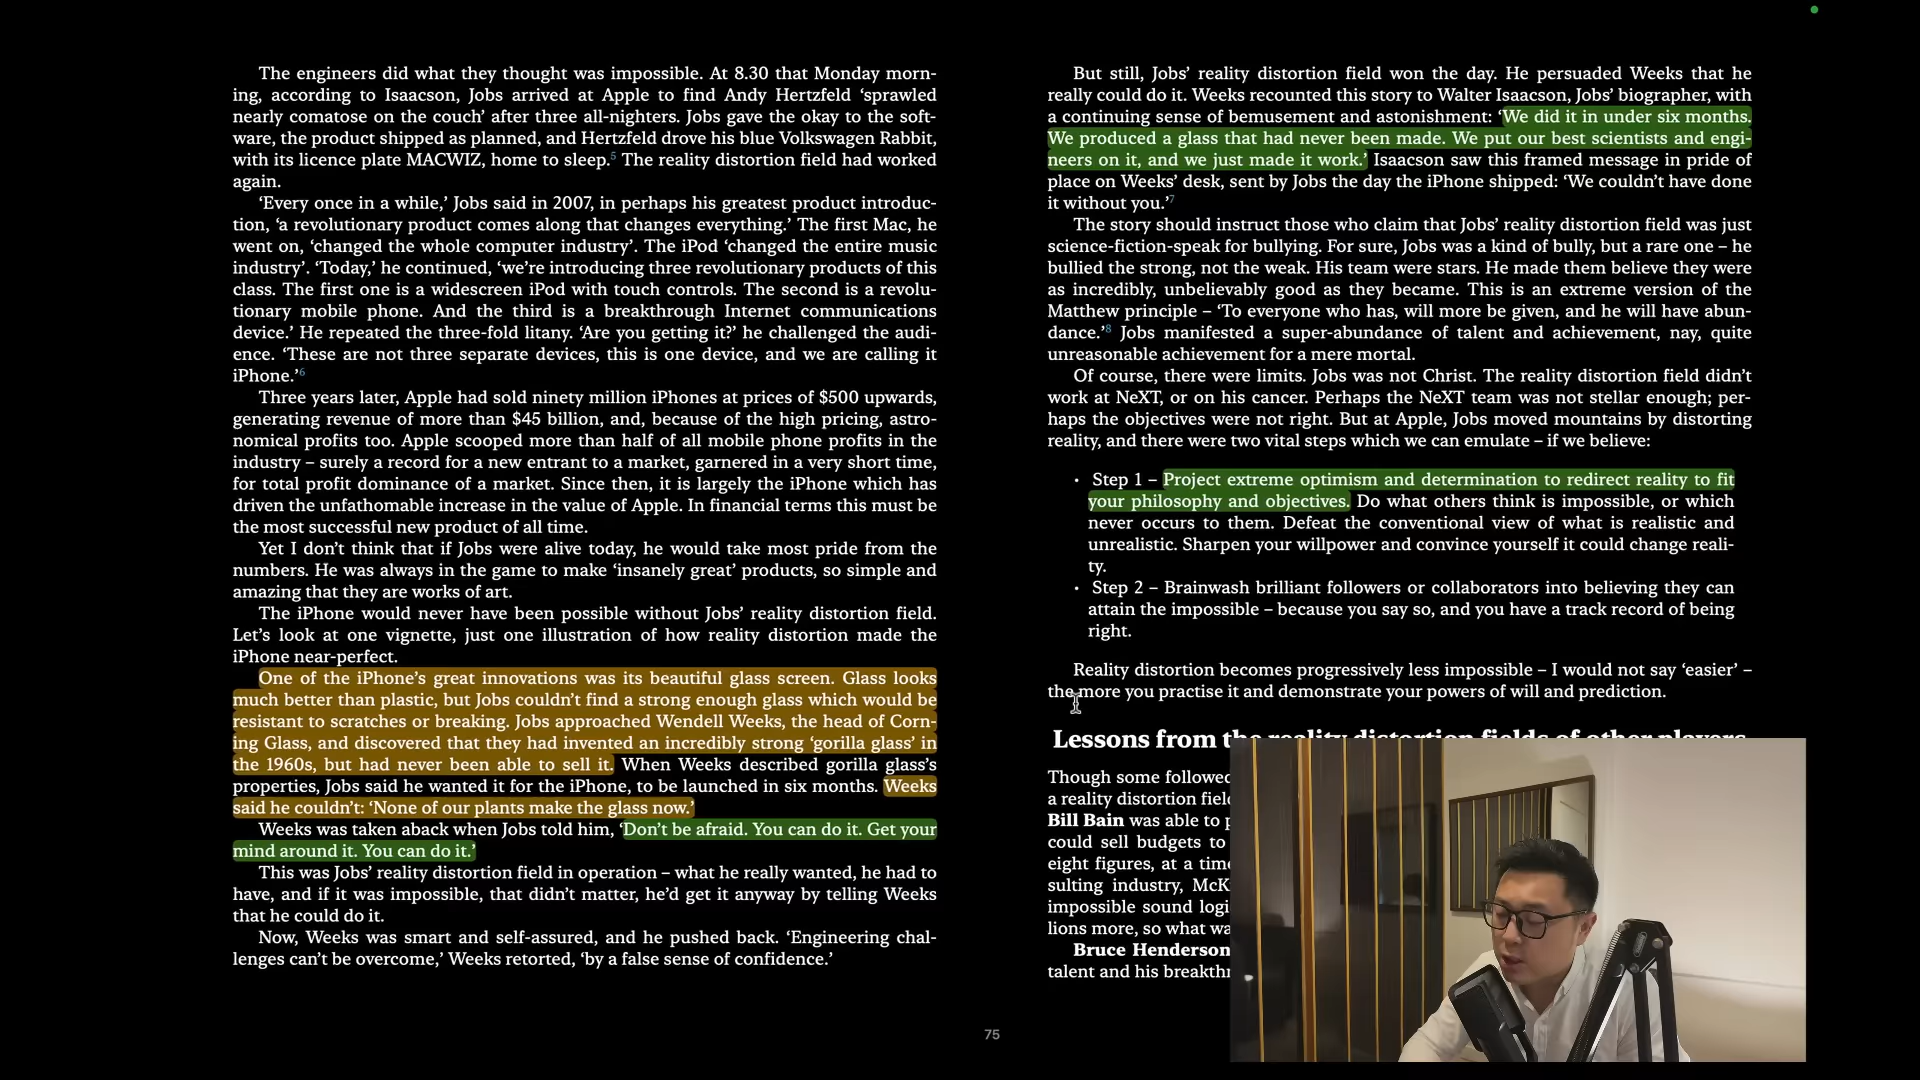 The engineers did what they thought was impossible. At 8.30 that Monday morn-
ing, according to Isaacson, Jobs arrived at Apple to find Andy Hertzfeld ‘sprawled
nearly comatose on the couch’ after three all-nighters. Jobs gave the okay to the soft-
ware, the product shipped as planned, and Hertzfeld drove his blue Volkswagen Rabbit,
with its licence plate MACWIZ, home to sleep.5 The reality distortion field had worked
again.
‘Every once in a while,’ Jobs said in 2007, in perhaps his greatest product introduc-
tion, ‘a revolutionary product comes along that changes everything.’ The first Mac, he
went on, ‘changed the whole computer industry’. The iPod ‘changed the entire music
industry’. ‘Today,’ he continued, ‘we’re introducing three revolutionary products of this
class. The first one is a widescreen iPod with touch controls. The second is a revolu-
tionary mobile phone. And the third is a breakthrough Internet communications
device.’ He repeated the three-fold litany. ‘Are you getting it?’ he challenged the audi-
ence. ‘These are not three separate devices, this is one device, and we are calling it
iPhone.’6
Three years later, Apple had sold ninety million iPhones at prices of $500 upwards,
generating revenue of more than $45 billion, and, because of the high pricing, astro-
nomical profits too. Apple scooped more than half of all mobile phone profits in the
industry – surely a record for a new entrant to a market, garnered in a very short time,
for total profit dominance of a market. Since then, it is largely the iPhone which has
driven the unfathomable increase in the value of Apple. In financial terms this must be
the most successful new product of all time.
Yet I don’t think that if Jobs were alive today, he would take most pride from the
numbers. He was always in the game to make ‘insanely great’ products, so simple and
amazing that they are works of art.
The iPhone would never have been possible without Jobs’ reality distortion field.
Let’s look at one vignette, just one illustration of how reality distortion made the
iPhone near-perfect.
One of the iPhone’s great innovations was its beautiful glass screen. Glass looks
much better than plastic, but Jobs couldn’t find a strong enough glass which would be
resistant to scratches or breaking. Jobs approached Wendell Weeks, the head of Corn-
ing Glass, and discovered that they had invented an incredibly strong ‘gorilla glass’ in
the 1960s, but had never been able to sell it. When Weeks described gorilla glass’s
properties, Jobs said he wanted it for the iPhone, to be launched in six months. Weeks
said he couldn’t: ‘None of our plants make the glass now.’
Weeks was taken aback when Jobs told him, ‘Don’t be afraid. You can do it. Get your
mind around it. You can do it.’
This was Jobs’ reality distortion field in operation – what he really wanted, he had to
have, and if it was impossible, that didn’t matter, he’d get it anyway by telling Weeks
that he could do it.
Now, Weeks was smart and self-assured, and he pushed back. ‘Engineering chal-
lenges can’t be overcome,’ Weeks retorted, ‘by a false sense of confidence.’
But still, Jobs’ reality distortion field won the day. He persuaded Weeks that he
really could do it. Weeks recounted this story to Walter Isaacson, Jobs’ biographer, with
a continuing sense of bemusement and astonishment: ‘We did it in under six months.
We produced a glass that had never been made. We put our best scientists and engi-
neers on it, and we just made it work.’ Isaacson saw this framed message in pride of
place on Weeks’ desk, sent by Jobs the day the iPhone shipped: ‘We couldn’t have done
it without you.’7
The story should instruct those who claim that Jobs’ reality distortion field was just
science-fiction-speak for bullying. For sure, Jobs was a kind of bully, but a rare one – he
bullied the strong, not the weak. His team were stars. He made them believe they were
as incredibly, unbelievably good as they became. This is an extreme version of the
Matthew principle – ‘To everyone who has, will more be given, and he will have abun-
dance.’8 Jobs manifested a super-abundance of talent and achievement, nay, quite
unreasonable achievement for a mere mortal.
Of course, there were limits. Jobs was not Christ. The reality distortion field didn’t
work at NeXT, or on his cancer. Perhaps the NeXT team was not stellar enough; per-
haps the objectives were not right. But at Apple, Jobs moved mountains by distorting
reality, and there were two vital steps which we can emulate – if we believe:
• Step 1 – Project extreme optimism and determination to redirect reality to fit
your philosophy and objectives. Do what others think is impossible, or which
never occurs to them. Defeat the conventional view of what is realistic and
unrealistic. Sharpen your willpower and convince yourself it could change reali-
ty.
• Step 2 – Brainwash brilliant followers or collaborators into believing they can
attain the impossible – because you say so, and you have a track record of being
right.
Reality distortion becomes progressively less impossible – I would not say ‘easier’ –
the more you practise it and demonstrate your powers of will and prediction.
Lessons from the reality distortion fields of other players
Though some followed
a reality distortion
Bill Bain was able to
could sell budgets to
eight figures, at a
sulting industry,
impossible sound
lions more, so what
Bruce Henderson
talent and his
75